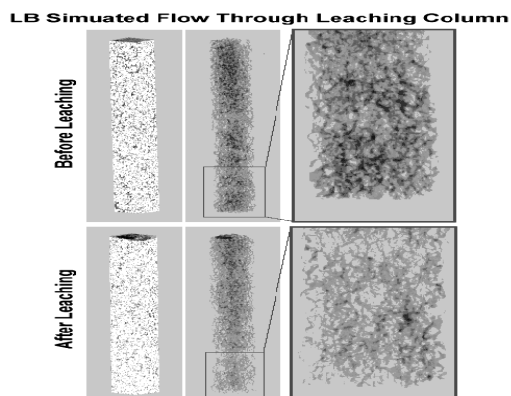 LB Simuated Flow Through Leaching Column
Before Leaching
After Leaching